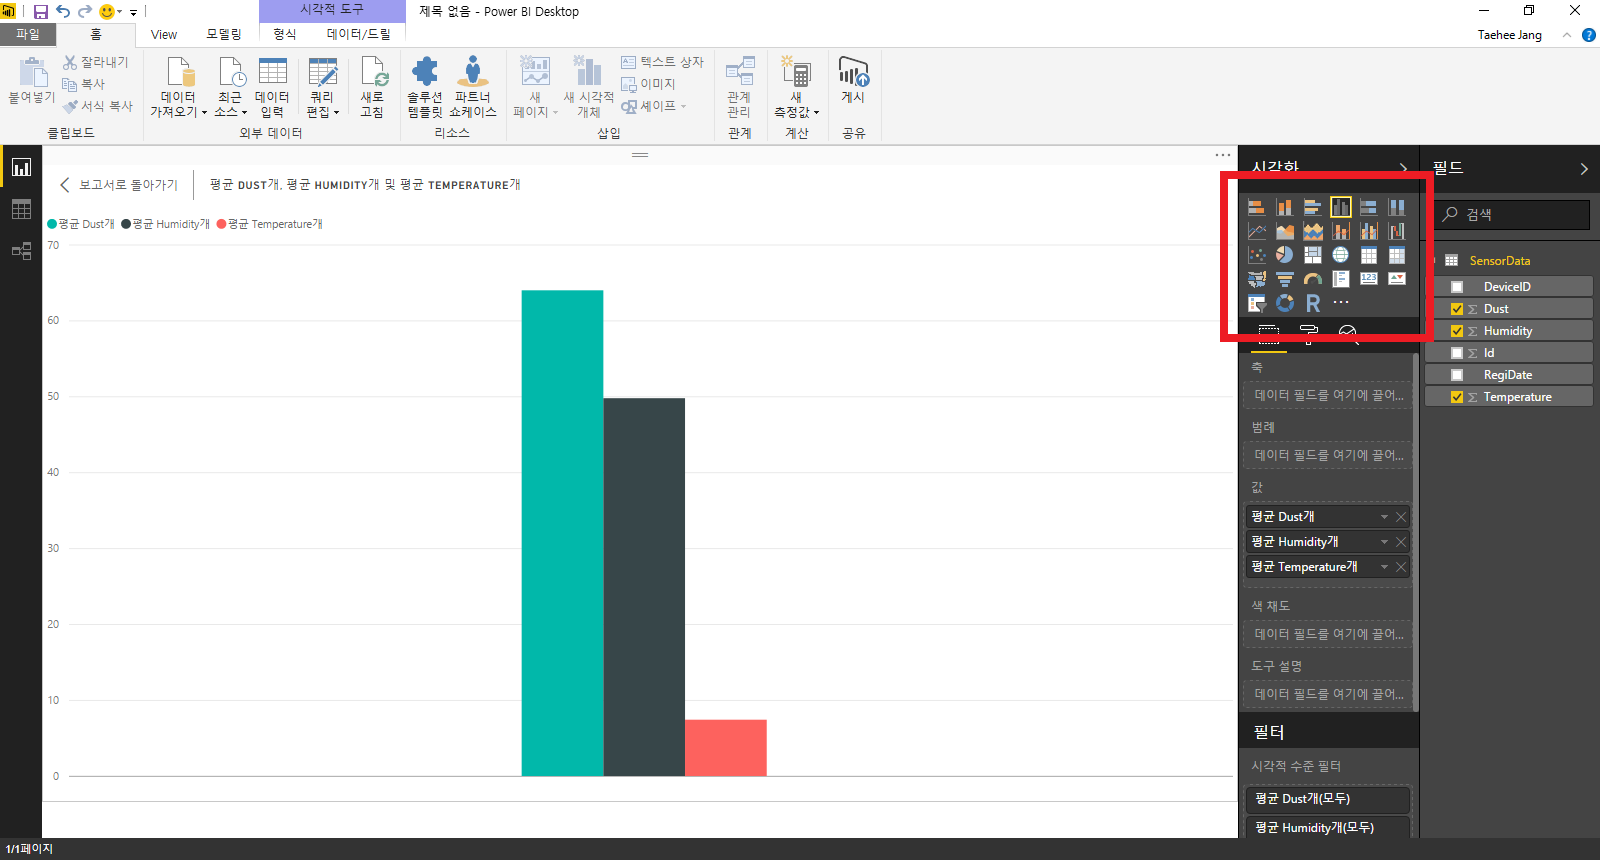 시각적 도구
제목 없음 - Power BI Desktop
파일
홈
View
모델링
형식
데이터/드릴
Taehee Jang
?
붙여넣기
잘라내기
복사
서식 복사
클립보드
데이터
가져오기
최근
소스
데이터
입력
쿼리
편집
외부 데이터
새로
고침
솔루션
템플릿
파트너
쇼케이스
리소스
새
페이지
새 시각적
개체
텍스트 상자
이미지
셰이프
삽입
관계
관리
관계
새
측정값
계산
게시
공유
보고서로 돌아가기
평균 DUST개, 평균 HUMIDITY개 및 평균 TEMPERATURE개
평균 Dust개 평균 Humidity개 평균 Temperature개
70
60
50
40
30
20
10
0
시각화
123
R
축
데이터 필드를 여기에 끌어...
범례
데이터 필드를 여기에 끌어...
값
평균 Dust개
평균 Humidity개
평균 Temperature개
색 채도
데이터 필드를 여기에 끌어...
도구 설명
데이터 필드를 여기에 끌어...
필터
시각적 수준 필터
평균 Dust개(모두)
평균 Humidity개(모두)
필드
검색
SensorData
DeviceID
Σ Dust
Σ Humidity
Σ Id
RegiDate
Σ Temperature
1/1페이지